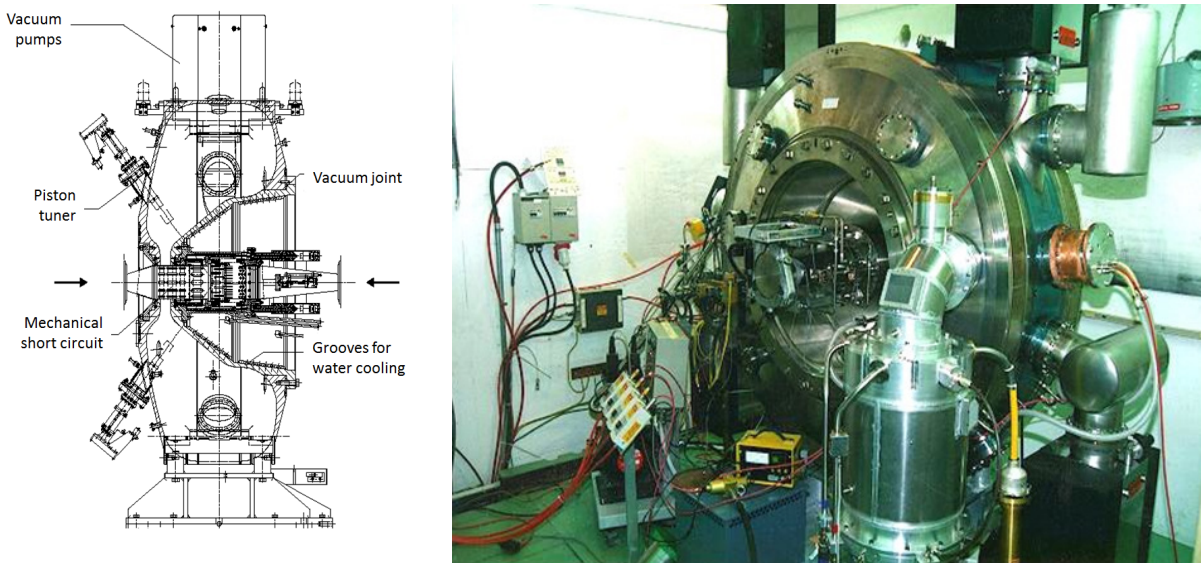 Vacuum
pumps
Piston
tuner
Vacuum joint
Mechanical
short circuit
Grooves for
water cooling